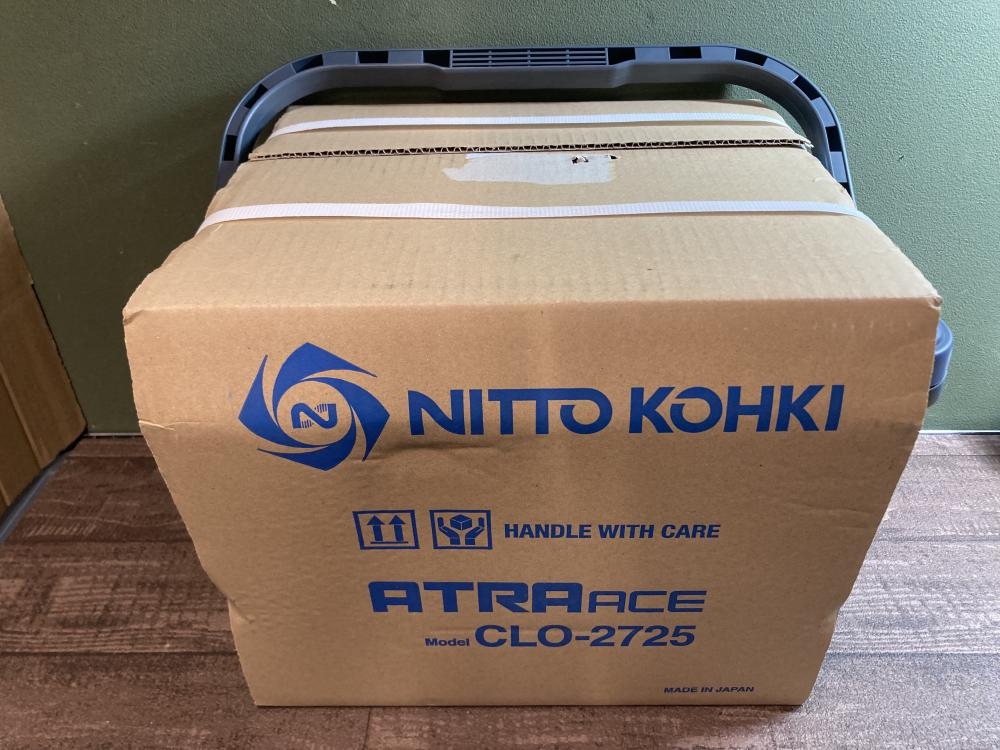 NITTO KOHKI
HANDLE WITH CARE
ATRA ACE
Model CLO-2725
MADE IN JAPAN